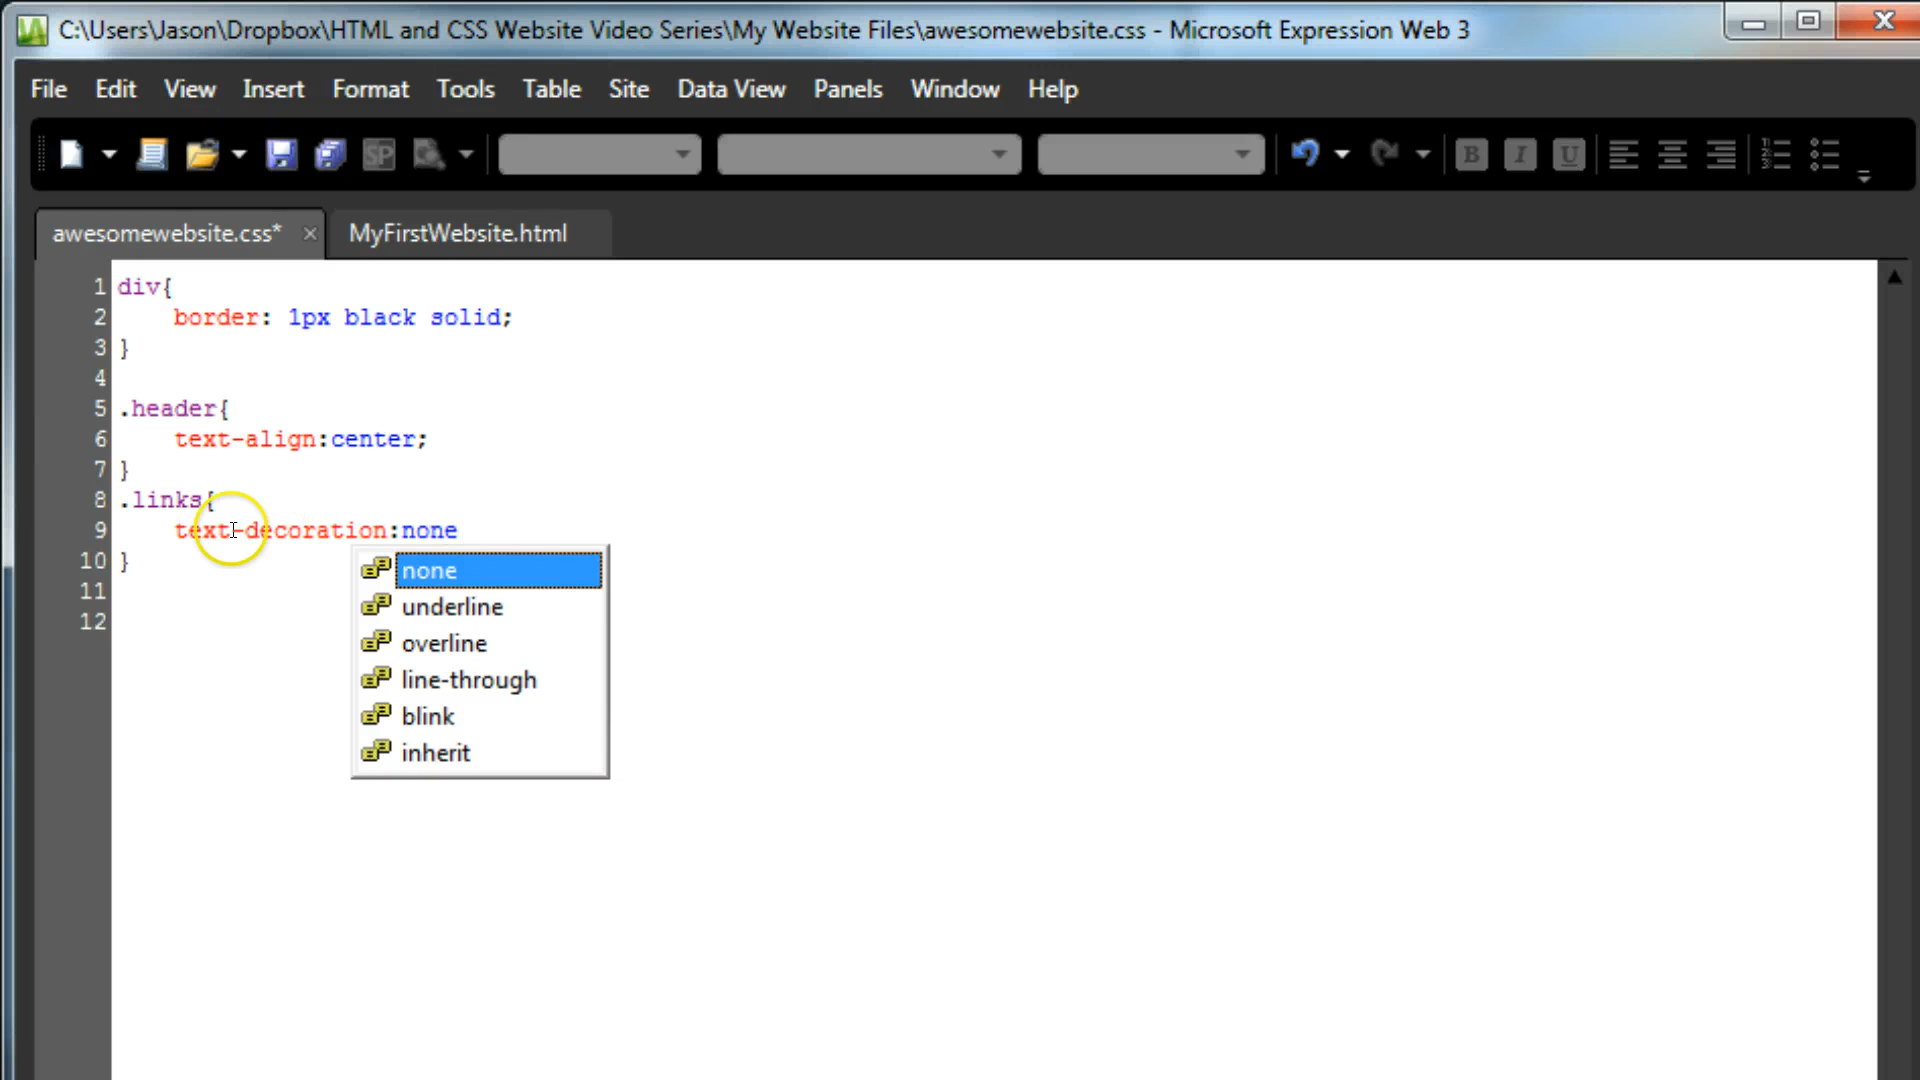 C:\Users\Jason\Dropbox\HTML and CSS Website Video Series\My Website Files\awesomewebsite.css - Microsoft Expression Web 3
File Edit View Insert Format Tools Table Site Data View Panels Window Help
SP B I U
awesomewebsite.css* × MyFirstWebsite.html
1 div{
2 border: 1px black solid;
3 }
4
5 .header{
6 text-align:center;
7 }
8 .links{
9 text-decoration:none
10 }
11
12
none
underline
overline
line-through
blink
inherit